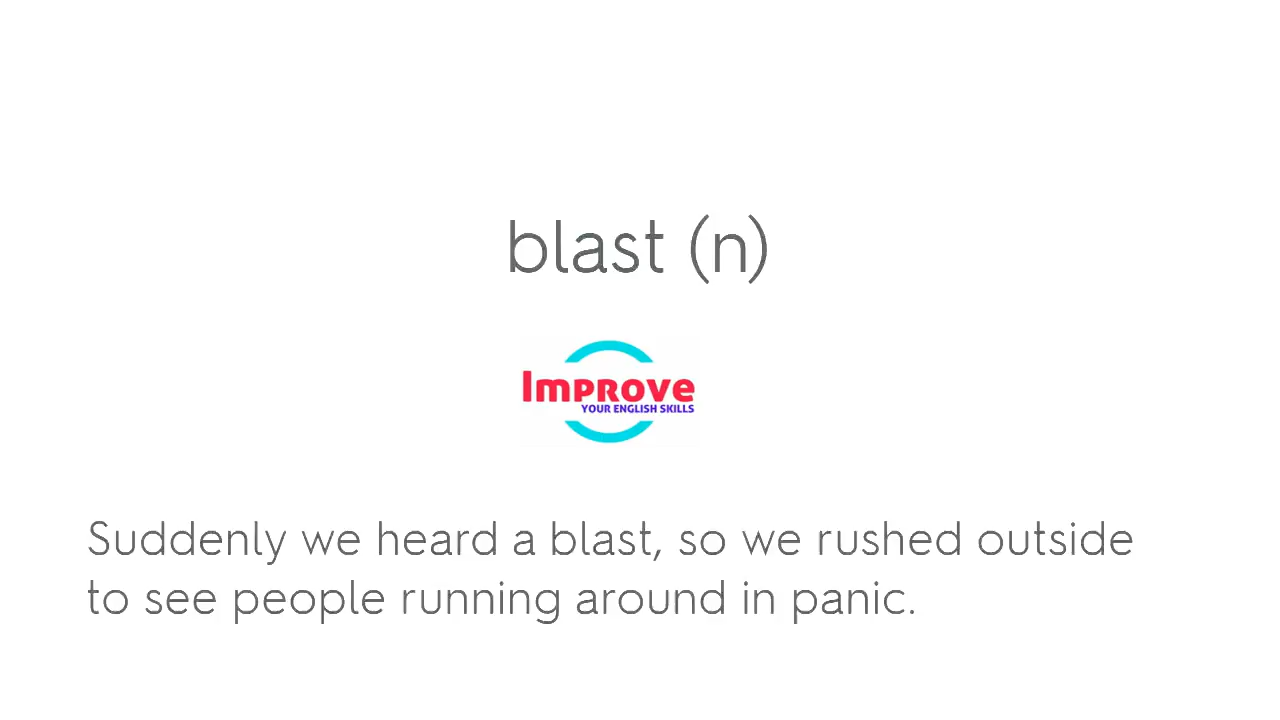 blast (n)
Improve
YOUR ENGLISH SKILLS
Suddenly we heard a blast, so we rushed outside
to see people running around in panic.